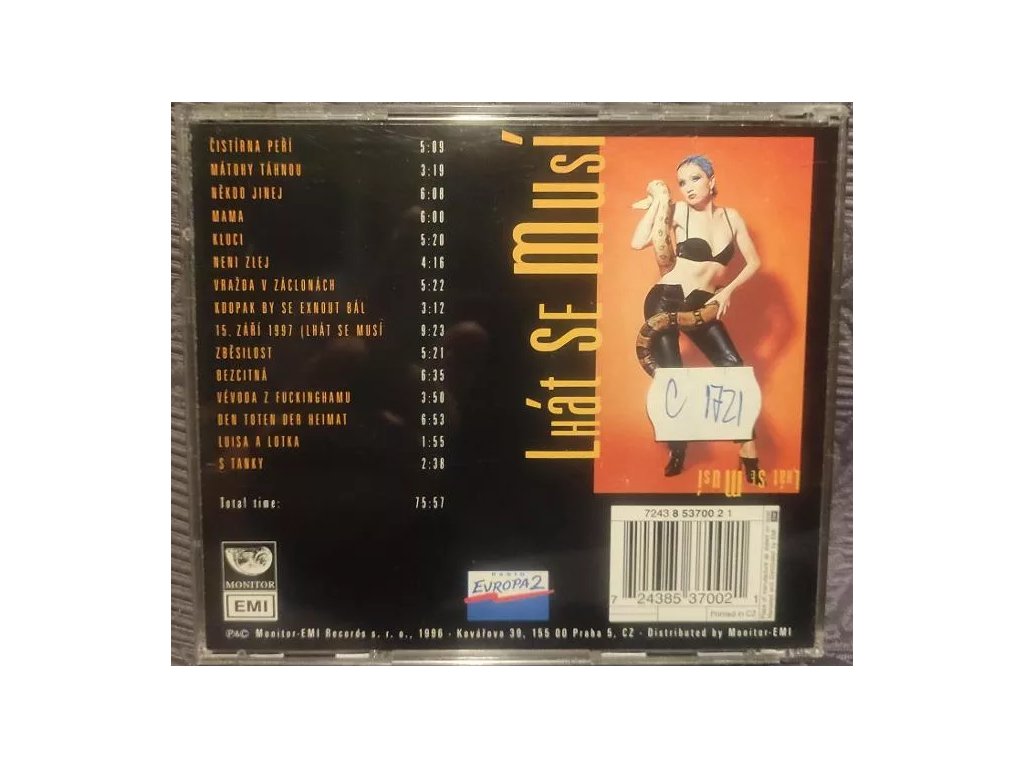 ČISTÍRNA PEŘÍ 5:09
MÁTOHY TÁHNOU 3:19
NĚKDO JINEJ 6:08
MAMA 6:00
KLUCI 5:20
NENI ZLEJ 4:16
VRAŽDA V ZÁCLONÁCH 5:22
KDOPAK BY SE EXNOUT BÁL 3:12
15. ZÁŘÍ 1997 (LHÁT SE MUSÍ 9:23
ZBĚSILOST 5:21
BEZCITNÁ 6:35
VÉVODA Z FUCKINGHAMU 3:50
DEN TOTEN DER HEIMAT 6:53
LUISA A LOTKA 1:55
S TANKY 2:38
Total time: 75:57
LHÁT SE MUSÍ
C 1721
LHÁT SE MUSÍ
7243 8 53700 2 1
7 24385 37002 1
Printed in CZ
MONITOR
EMI
RADIO
EVROPA 2
P&C Monitor-EMI Records s. r. o., 1996 · Kovářova 39, 155 00 Praha 5, CZ · Distributed by Monitor-EMI